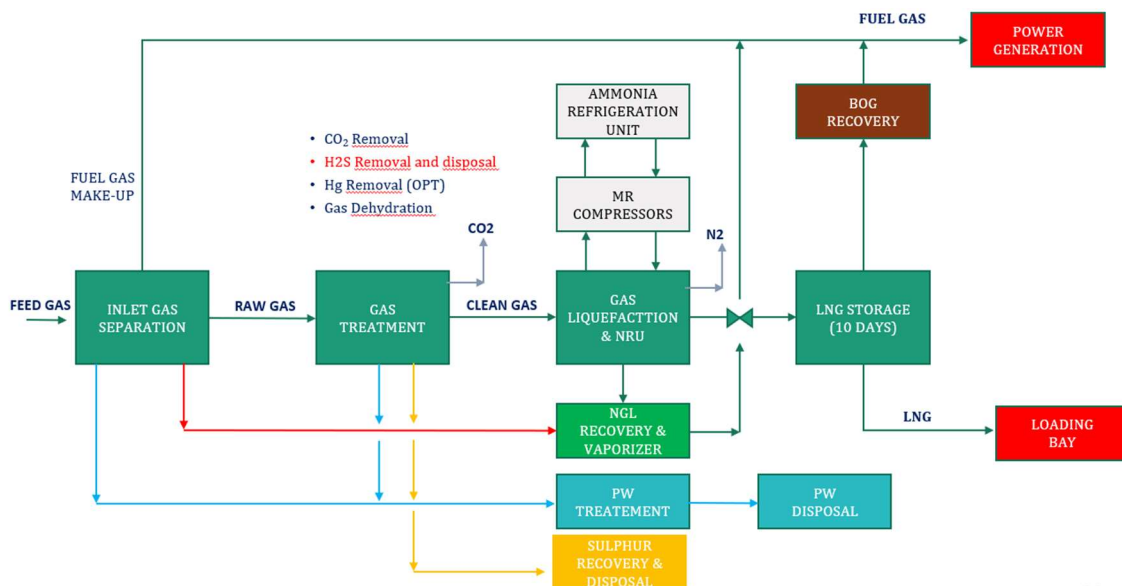 FUEL GAS
POWER
GENERATION
AMMONIA
REFRIGERATION
UNIT
BOG
RECOVERY
• CO₂ Removal
• H2S Removal and disposal
• Hg Removal (OPT)
• Gas Dehydration
FUEL GAS
MAKE-UP
MR
COMPRESSORS
CO2
N2
FEED GAS
INLET GAS
SEPARATION
RAW GAS
GAS
TREATMENT
CLEAN GAS
GAS
LIQUEFACTTION
& NRU
LNG STORAGE
(10 DAYS)
NGL
RECOVERY &
VAPORIZER
LNG
LOADING
BAY
PW
TREATEMENT
PW
DISPOSAL
SULPHUR
RECOVERY &
DISPOSAL